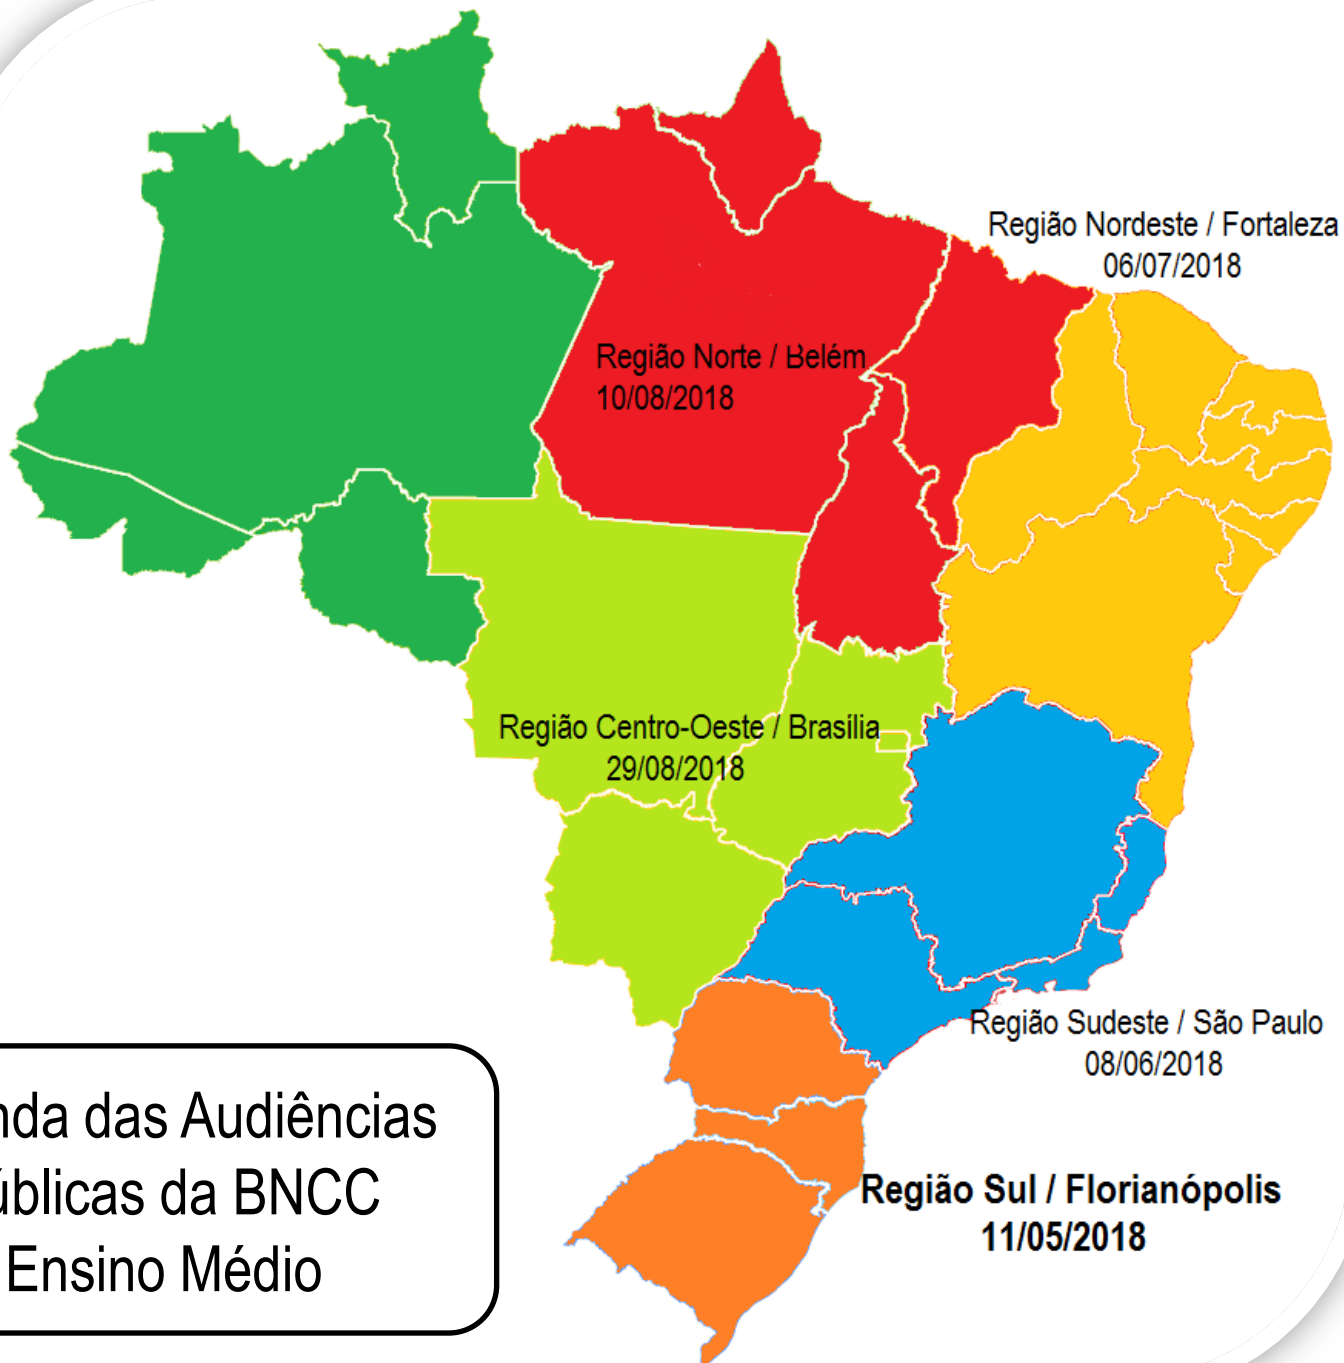 Região Nordeste / Fortaleza
06/07/2018
Região Norte / Belém
10/08/2018
Região Centro-Oeste / Brasília
29/08/2018
Região Sudeste / São Paulo
08/06/2018
nda das Audiências
úblicas da BNCC
Ensino Médio
Região Sul / Florianópolis
11/05/2018